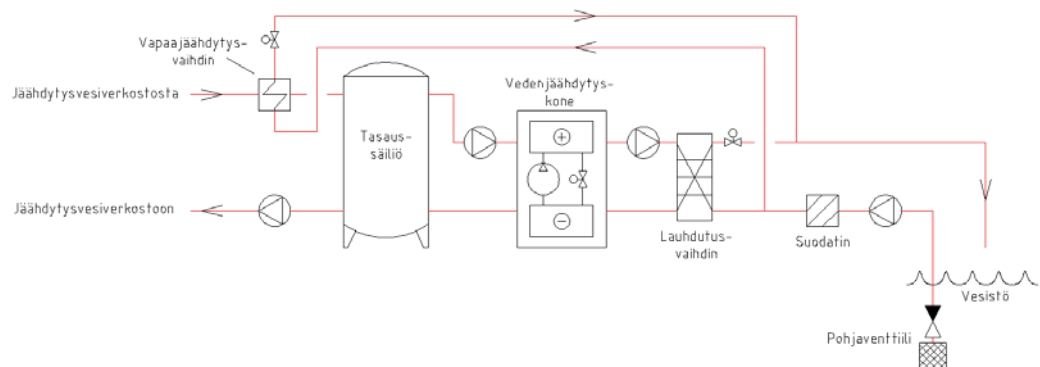 Vapaajäähdytys-
vaihdin
Jäähdytysvesiverkostosta
Tasaus-
säiliö
Vedenjäähdytys-
kone
Jäähdytysvesiverkostoon
Lauhdutus-
vaihdin
Suodatin
Vesistö
Pohjaventtiili